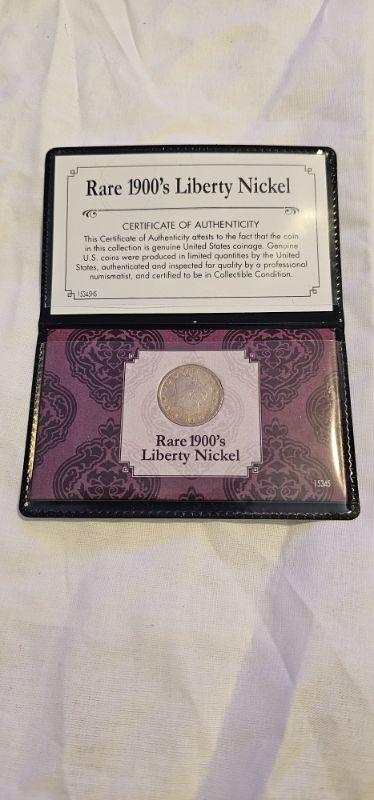 Rare 1900's Liberty Nickel
CERTIFICATE OF AUTHENTICITY
This Certificate of Authenticity attests to the fact that the coin
in this collection is genuine United States coinage. Genuine
U.S. coins were produced in limited quantities by the United
States, authenticated and inspected for quality by a professional
numismatist, and certified to be in Collectible Condition.
15345-S
Rare 1900's
Liberty Nickel
15345